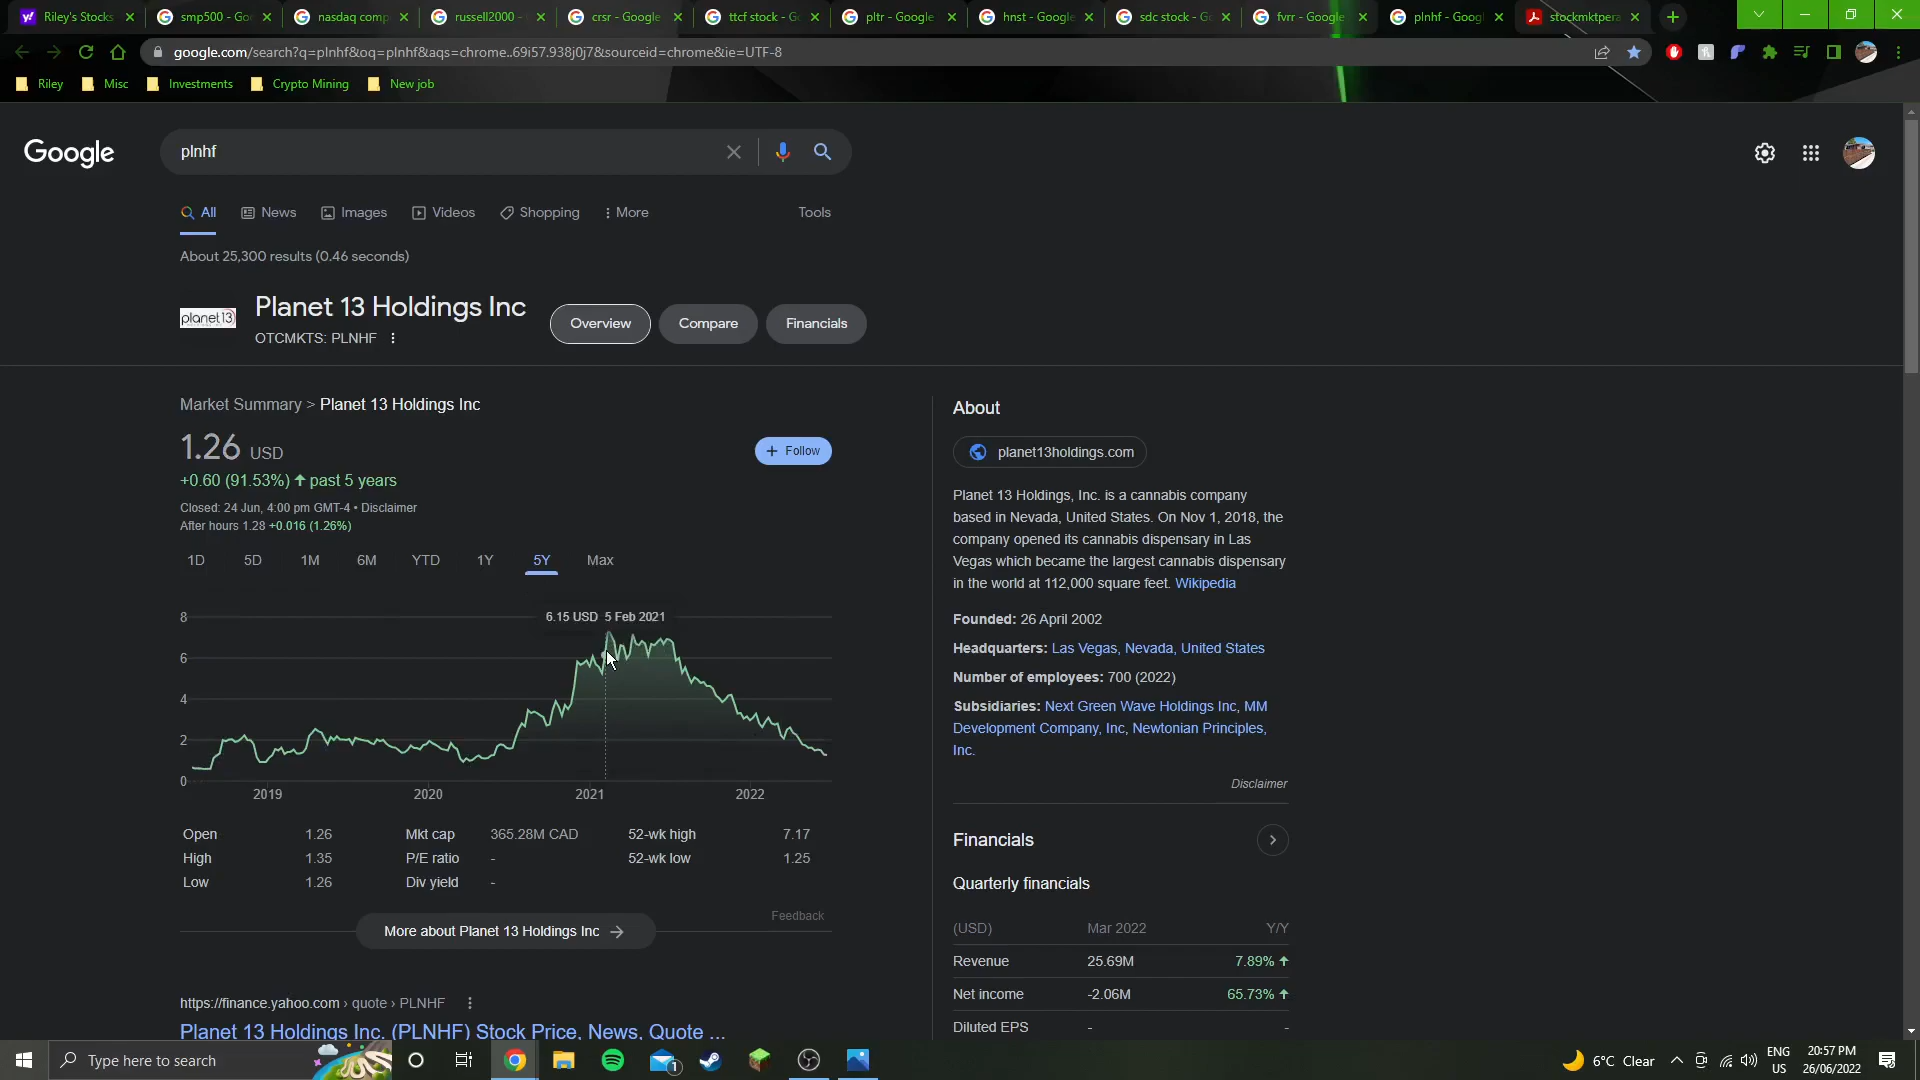 Riley's Stocks
smp500 - Goo
nasdaq comp
russell2000 -
crsr - Google
ttcf stock - Go
pltr - Google
hnst - Google
sdc stock - Go
fvrr - Google
plnhf - Googl
stockmktpera
google.com/search?q=plnhf&oq=plnhf&aqs=chrome..69i57.938j0j7&sourceid=chrome&ie=UTF-8
Riley
Misc
Investments
Crypto Mining
New job
Google
plnhf
All
News
Images
Videos
Shopping
More
Tools
About 25,300 results (0.46 seconds)
planet13
Planet 13 Holdings Inc
OTCMKTS: PLNHF
Overview
Compare
Financials
Market Summary > Planet 13 Holdings Inc
1.26 USD
+ Follow
+0.60 (91.53%) ↑ past 5 years
Closed: 24 Jun, 4:00 pm GMT-4 • Disclaimer
After hours 1.28 +0.016 (1.26%)
1D 5D 1M 6M YTD 1Y 5Y Max
6.15 USD 5 Feb 2021
8
6
4
2
0
2019 2020 2021 2022
Open 1.26 Mkt cap 365.28M CAD 52-wk high 7.17
High 1.35 P/E ratio - 52-wk low 1.25
Low 1.26 Div yield -
Feedback
More about Planet 13 Holdings Inc →
https://finance.yahoo.com › quote › PLNHF
Planet 13 Holdings Inc. (PLNHF) Stock Price, News, Quote ...
About
planet13holdings.com
Planet 13 Holdings, Inc. is a cannabis company
based in Nevada, United States. On Nov 1, 2018, the
company opened its cannabis dispensary in Las
Vegas which became the largest cannabis dispensary
in the world at 112,000 square feet. Wikipedia
Founded: 26 April 2002
Headquarters: Las Vegas, Nevada, United States
Number of employees: 700 (2022)
Subsidiaries: Next Green Wave Holdings Inc, MM
Development Company, Inc, Newtonian Principles,
Inc.
Disclaimer
Financials
Quarterly financials
(USD) Mar 2022 Y/Y
Revenue 25.69M 7.89% ↑
Net income -2.06M 65.73% ↑
Diluted EPS - -
Type here to search
1
6°C Clear
ENG
US
20:57 PM
26/06/2022